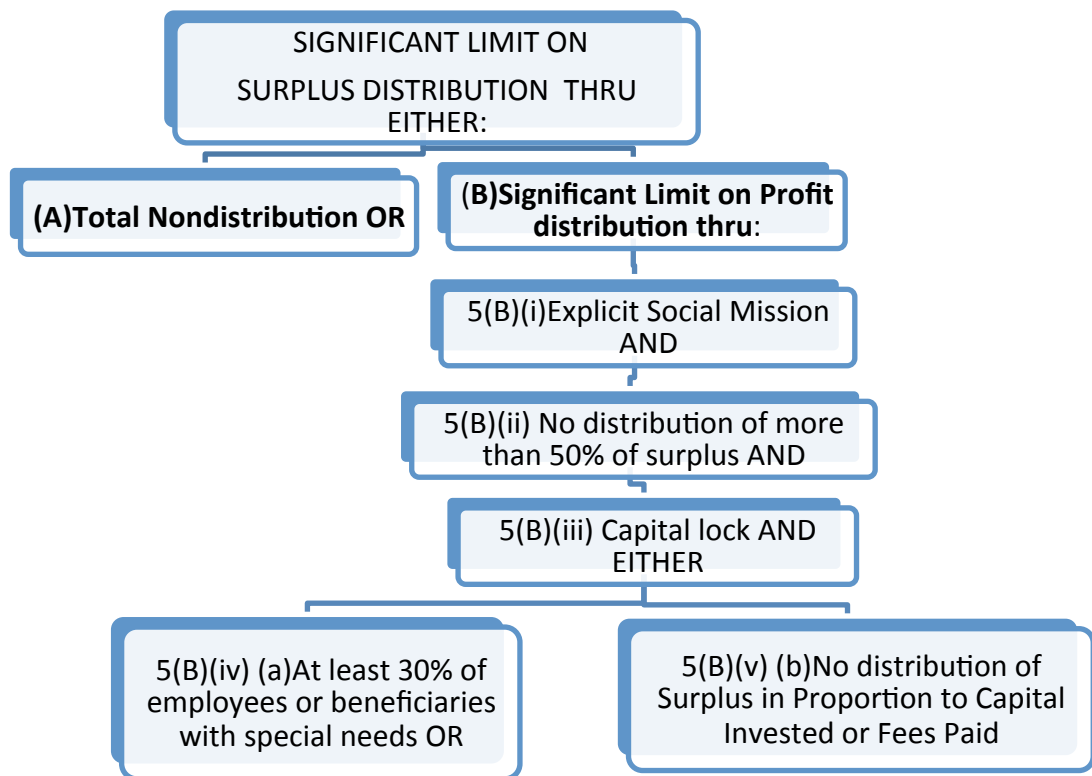 SIGNIFICANT LIMIT ON
SURPLUS DISTRIBUTION THRU
EITHER:
(A)Total Nondistribution OR
(B)Significant Limit on Profit
distribution thru:
5(B)(i)Explicit Social Mission
AND
5(B)(ii) No distribution of more
than 50% of surplus AND
5(B)(iii) Capital lock AND
EITHER
5(B)(iv) (a)At least 30% of
employees or beneficiaries
with special needs OR
5(B)(v) (b)No distribution of
Surplus in Proportion to Capital
Invested or Fees Paid